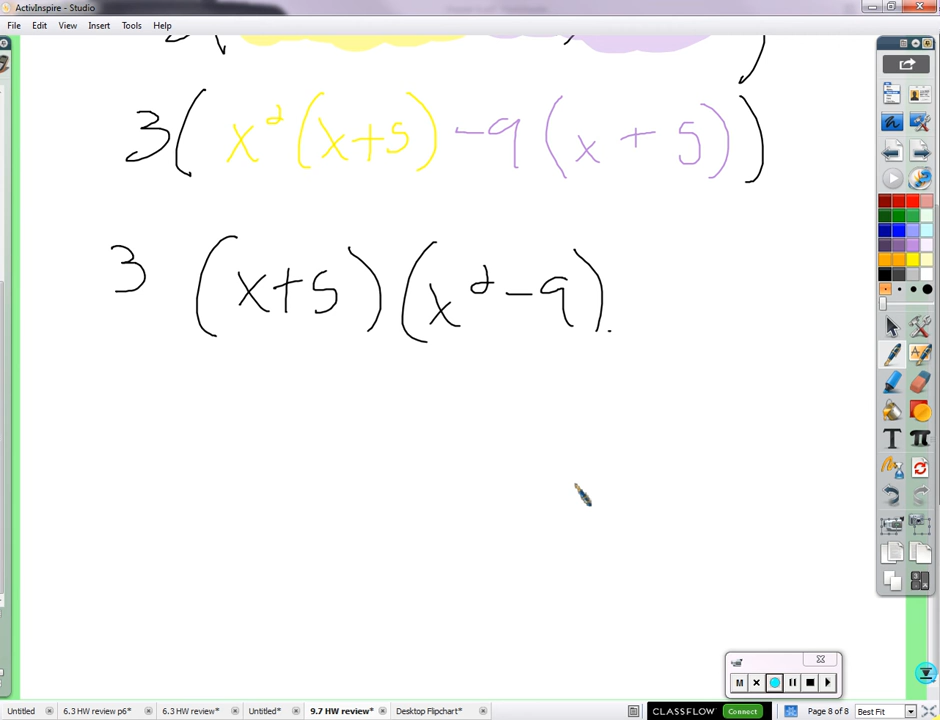 ActivInspire - Studio
File Edit View Insert Tools Help
3(x²(x+5)-9(x+5))
3 (x+5)(x²-9).
Untitled 6.3 HW review p6* 6.3 HW review* Untitled* 9.7 HW review* Desktop Flipchart* CLASSFLOW Connect Page 8 of 8 Best Fit